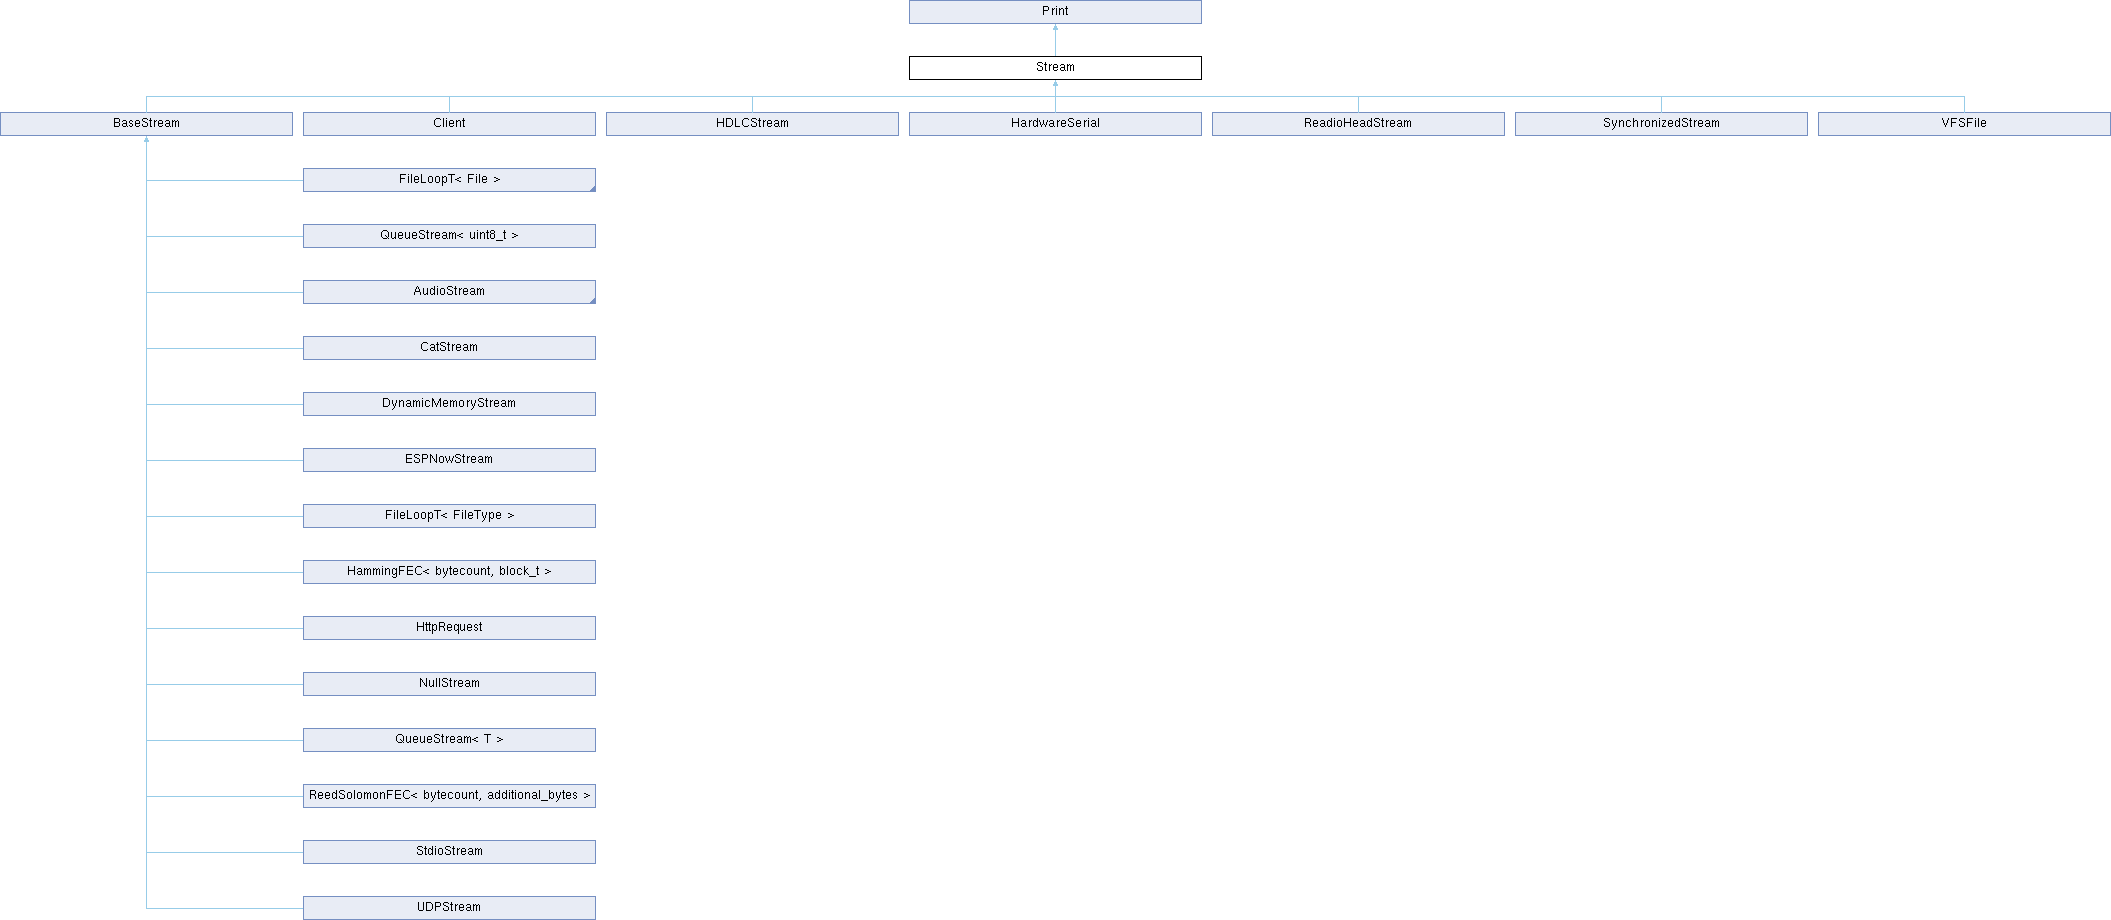 Print
Stream
BaseStream
Client
HDLCStream
HardwareSerial
ReadioHeadStream
SynchronizedStream
VFSFile
FileLoopT< File >
QueueStream< uint8_t >
AudioStream
CatStream
DynamicMemoryStream
ESPNowStream
FileLoopT< FileType >
HammingFEC< bytecount, block_t >
HttpRequest
NullStream
QueueStream< T >
ReedSolomonFEC< bytecount, additional_bytes >
StdioStream
UDPStream